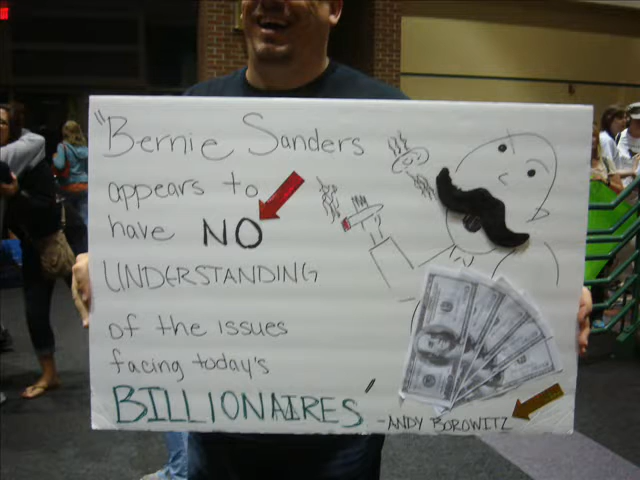 "Bernie Sanders
appears to
have NO
UNDERSTANDING
of the issues
facing today's
BILLIONAIRES"
-ANDY BOROWITZ